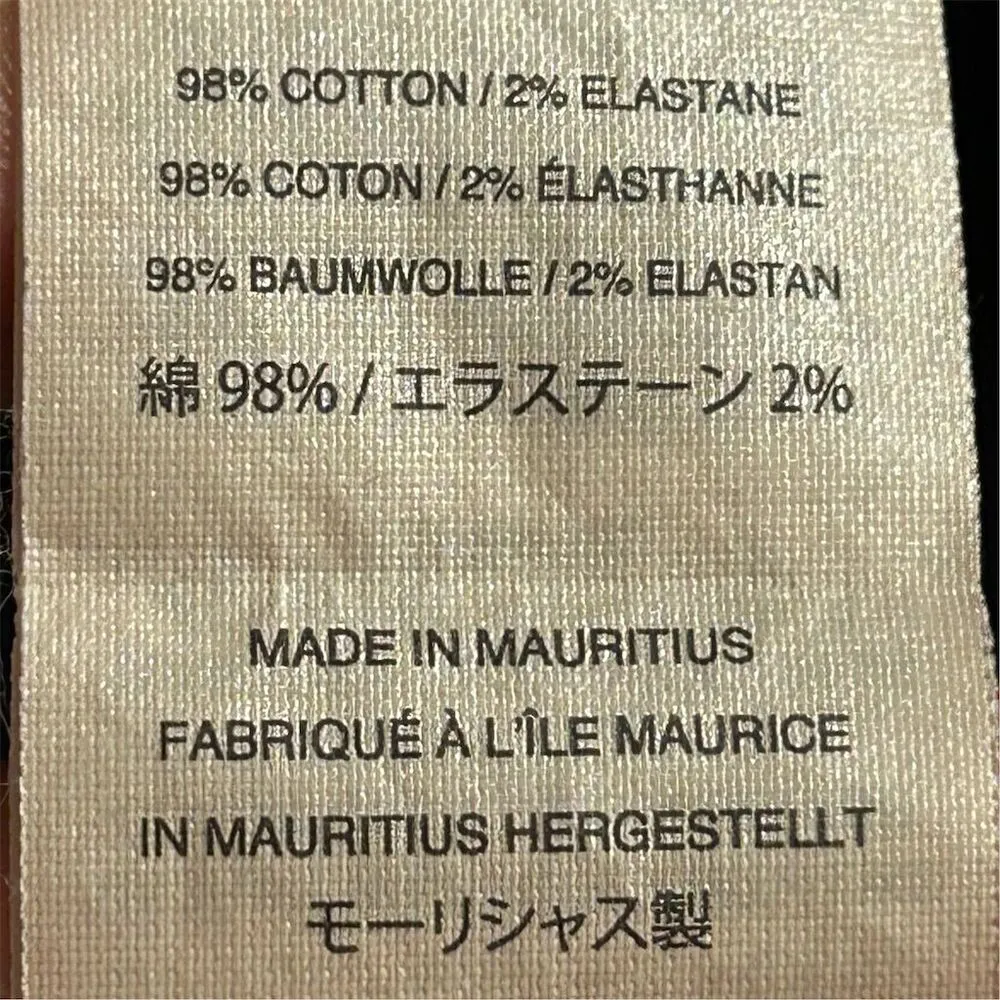 98% COTTON / 2% ELASTANE
98% COTON / 2% ÉLASTHANNE
98% BAUMWOLLE / 2% ELASTAN
綿 98% / エラステーン 2%
MADE IN MAURITIUS
FABRIQUÉ À L'ÎLE MAURICE
IN MAURITIUS HERGESTELLT
モーリシャス製